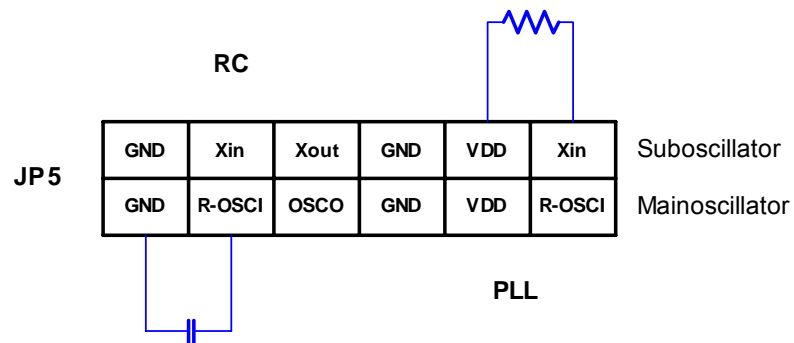 RC
JP5
GND Xin Xout GND VDD Xin Suboscillator
GND R-OSCI OSCO GND VDD R-OSCI Mainoscillator
PLL